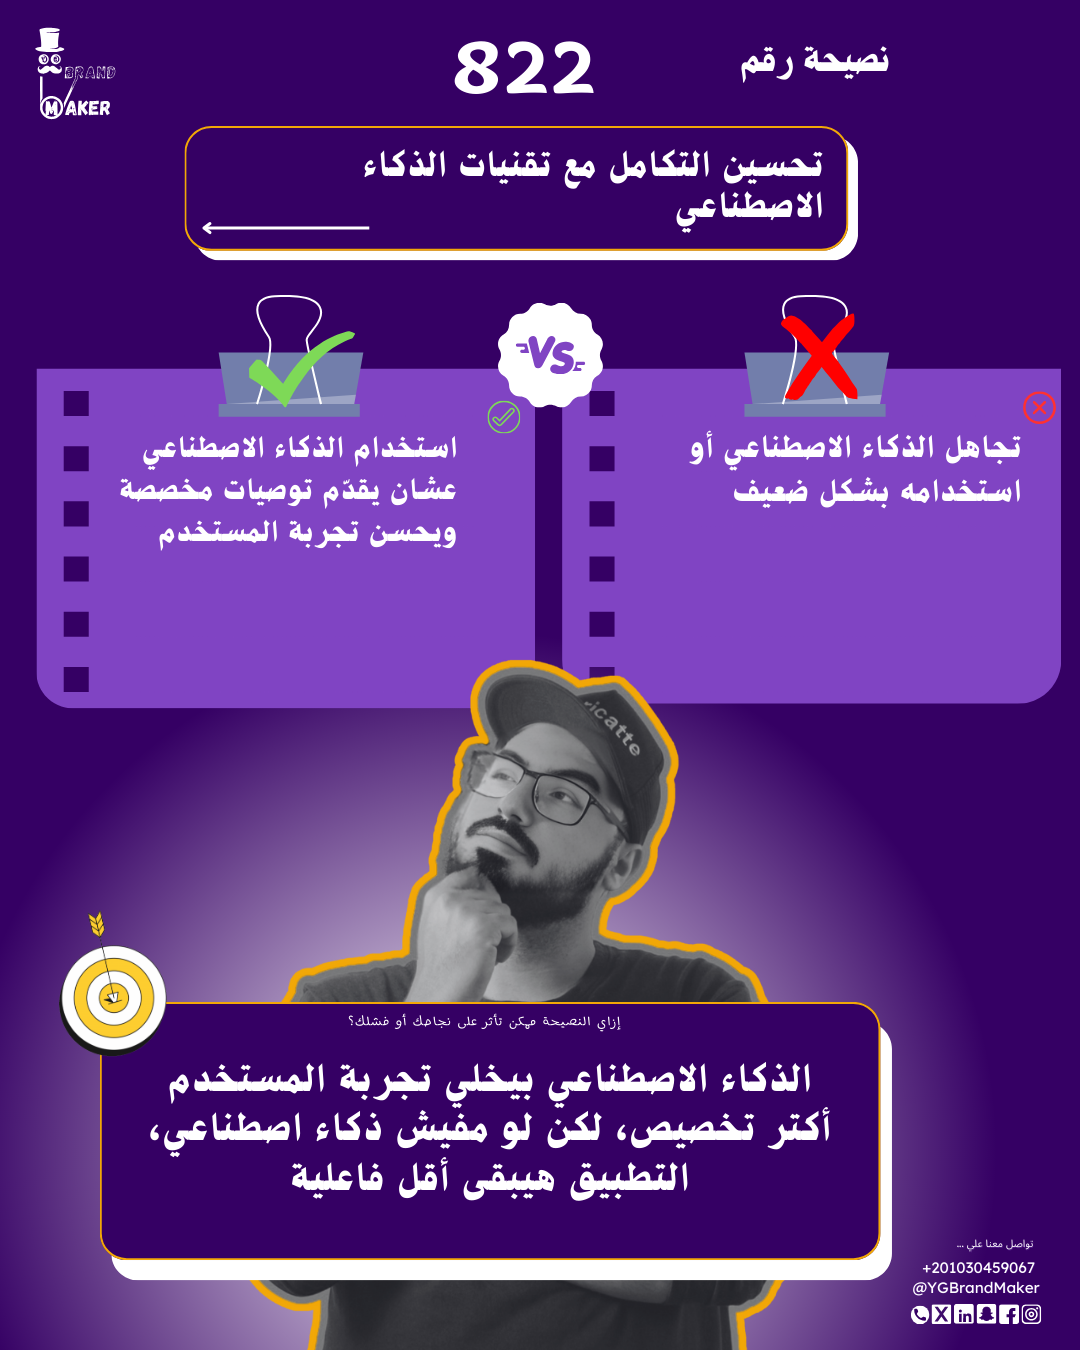 BRAND
MAKER
نصيحة رقم
822
تحسين التكامل مع تقنيات الذكاء
الاصطناعي
VS
تجاهل الذكاء الاصطناعي أو
استخدامه بشكل ضعيف
استخدام الذكاء الاصطناعي
عشان يقدّم توصيات مخصصة
ويحسن تجربة المستخدم
icatte
إزاي النصيحة ممكن تأثر على نجاحك أو فشلك؟
الذكاء الاصطناعي بيخلي تجربة المستخدم
أكتر تخصيص، لكن لو مفيش ذكاء اصطناعي،
التطبيق هيبقى أقل فاعلية
تواصل معنا علي ...
+201030459067
@YGBrandMaker